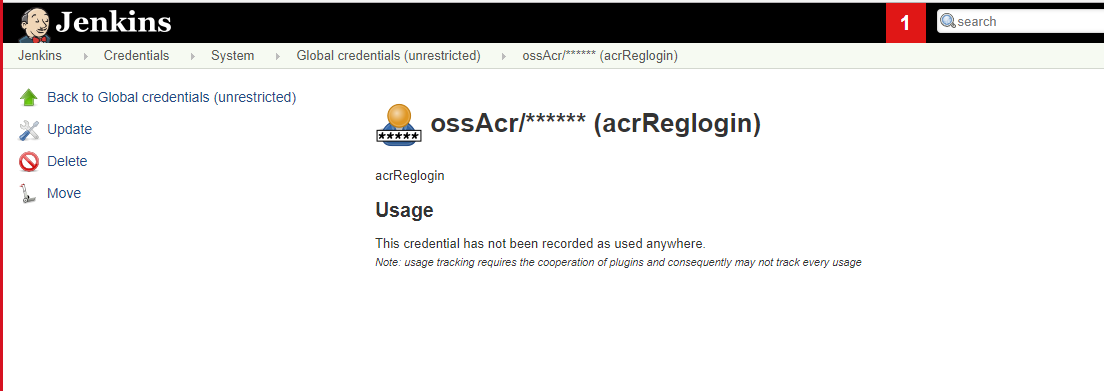 Jenkins
1
search
Jenkins Credentials System Global credentials (unrestricted) ossAcr/****** (acrReglogin)
Back to Global credentials (unrestricted)
Update
Delete
Move
***** ossAcr/****** (acrReglogin)
acrReglogin
Usage
This credential has not been recorded as used anywhere.
Note: usage tracking requires the cooperation of plugins and consequently may not track every usage